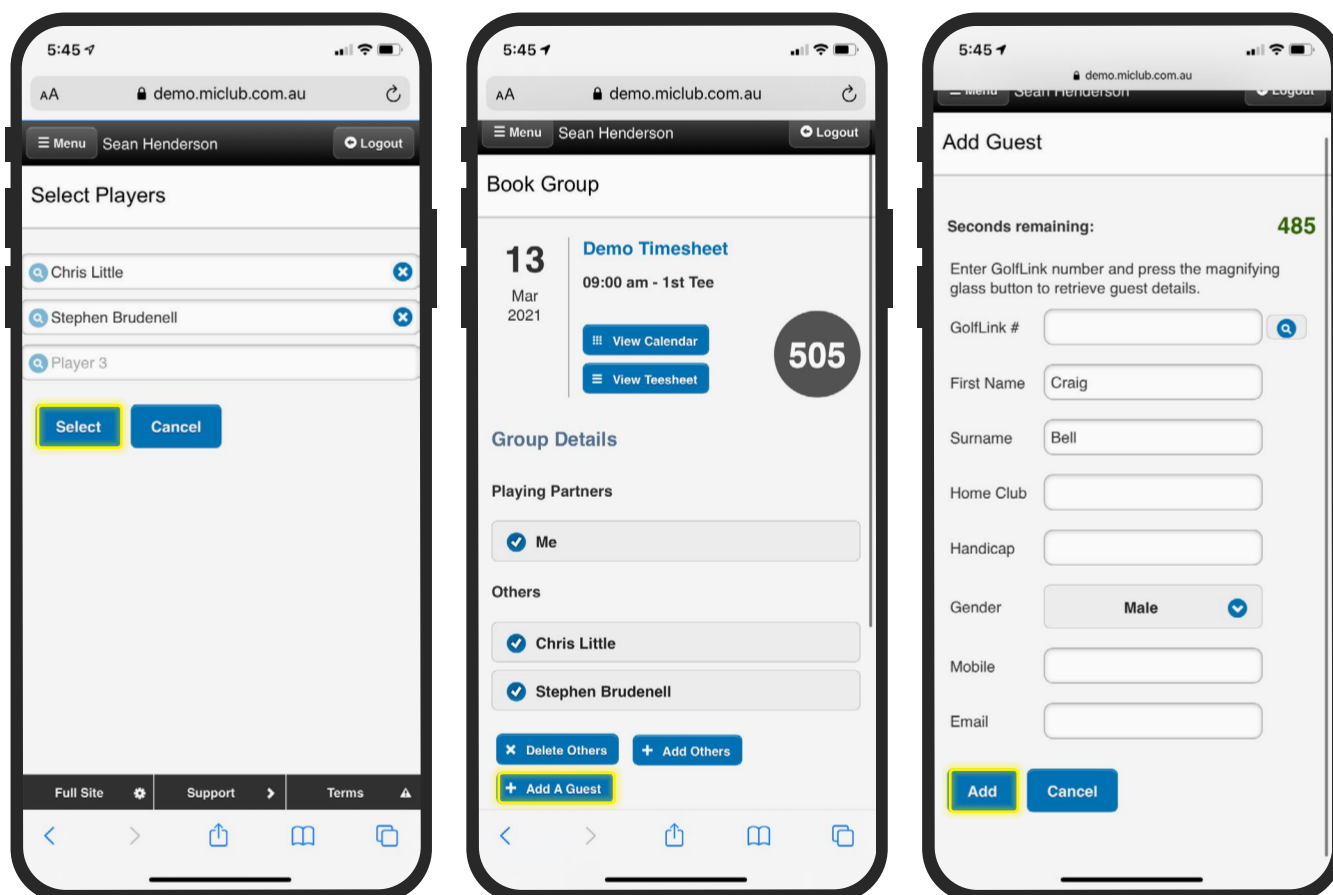 5:45
AA demo.miclub.com.au
Menu Sean Henderson Logout
Select Players
Chris Little
Stephen Brudenell
Player 3
Select Cancel
Full Site Support Terms
5:45
AA demo.miclub.com.au
Menu Sean Henderson Logout
Book Group
13
Mar
2021
Demo Timesheet
09:00 am - 1st Tee
View Calendar
View Teesheet
505
Group Details
Playing Partners
Me
Others
Chris Little
Stephen Brudenell
Delete Others Add Others
Add A Guest
5:45
demo.miclub.com.au
Menu Sean Henderson Logout
Add Guest
Seconds remaining: 485
Enter GolfLink number and press the magnifying
glass button to retrieve guest details.
GolfLink #
First Name Craig
Surname Bell
Home Club
Handicap
Gender Male
Mobile
Email
Add Cancel